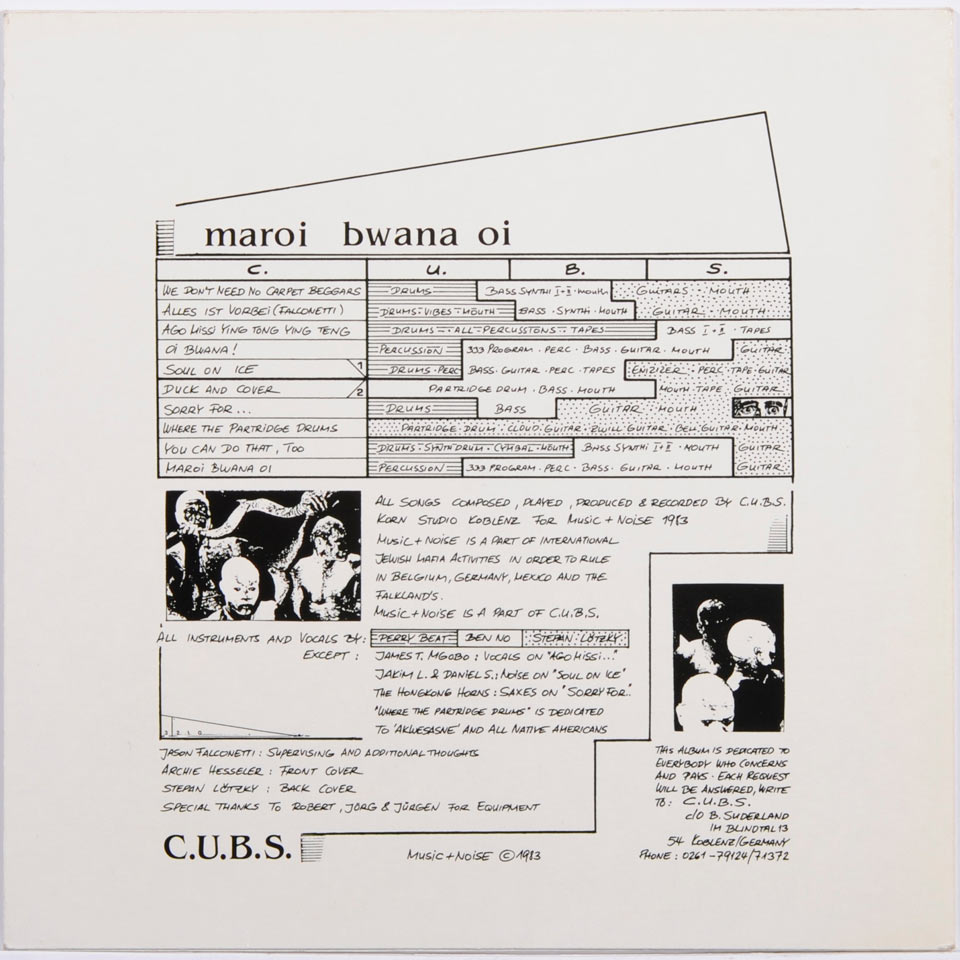 maroi bwana oi
C. U. B. S.
WE DON'T NEED NO CARPET BEGGARS DRUMS BASS SYNTHI I+II · MOUTH GUITARS · MOUTH
ALLES IST VORBEI (FALCONETTI) DRUMS · VIBES · MOUTH BASS · SYNTHI · MOUTH GUITAR · MOUTH
AGO MISSI YING TONG YING TENG DRUMS · ALL · PERCUSSTONS · TAPES BASS I+II · TAPES
OI BWANA! PERCUSSION 333 PROGRAM · PERC · BASS · GUITAR · MOUTH GUITAR
SOUL ON ICE 1 DRUMS · PERC BASS · GUITAR · PERC · TAPES ENIZIZER · PERC · TAPE · GUITAR
DUCK AND COVER 2 PARTRIDGE DRUM · BASS · MOUTH MOUTH · TAPE · GUITAR
SORRY FOR... DRUMS BASS GUITAR · MOUTH
WHERE THE PARTRIDGE DRUMS PARTRIDGE · DRUM · CLOUD · GUITAR · ZWILL · GUITAR · BELL · GUITAR · MOUTH
YOU CAN DO THAT, TOO DRUMS · SYNTH DRUM · CYMBAL · MOUTH BASS SYNTHI I+II · MOUTH GUITAR
MAROI BWANA OI PERCUSSION 333 PROGRAM · PERC · BASS · GUITAR · MOUTH GUITAR
ALL SONGS COMPOSED, PLAYED, PRODUCED & RECORDED BY C.U.B.S.
KORN STUDIO KOBLENZ FOR MUSIC + NOISE 1983
MUSIC + NOISE IS A PART OF INTERNATIONAL
JEWISH MAFIA ACTIVITIES IN ORDER TO RULE
IN BELGIUM, GERMANY, MEXICO AND THE
FALKLAND'S.
MUSIC + NOISE IS A PART OF C.U.B.S.
ALL INSTRUMENTS AND VOCALS BY: PERRY BEAT BEN NO STEPAN LÖTZKY
EXCEPT : JAMES T. MGOBO : VOCALS ON "AGO MISSI..."
JAKIM L. & DANIEL S.: NOISE ON "SOUL ON ICE"
THE HONGKONG HORNS : SAXES ON "SORRY FOR.."
"WHERE THE PARTRIDGE DRUMS" IS DEDICATED
TO 'AKWESASNE' AND ALL NATIVE AMERICANS
3 2 1 0
JASON FALCONETTI : SUPERVISING AND ADDITIONAL THOUGHTS
ARCHIE HESSELER : FRONT COVER
STEPAN LÖTZKY : BACK COVER
SPECIAL THANKS TO ROBERT, JÖRG & JÜRGEN FOR EQUIPMENT
THIS ALBUM IS DEDICATED TO
EVERYBODY WHO CONCERNS
AND PAYS · EACH REQUEST
WILL BE ANSWERED, WRITE
TO : C.U.B.S.
c/o B. SUDERLAND
IM BLINDTAL 13
54 KOBLENZ/GERMANY
PHONE : 0261-79124/71372
C.U.B.S.
MUSIC + NOISE © 1983